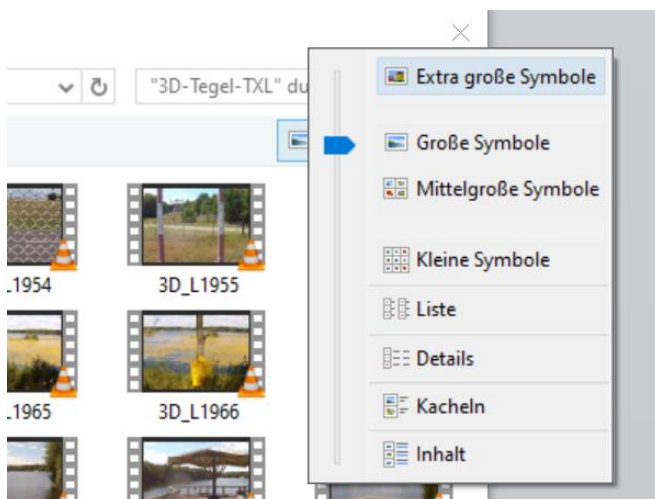 "3D-Tegel-TXL" du
Extra große Symbole
Große Symbole
Mittelgroße Symbole
Kleine Symbole
Liste
Details
Kacheln
Inhalt
.1954
3D_L1955
.1965
3D_L1966